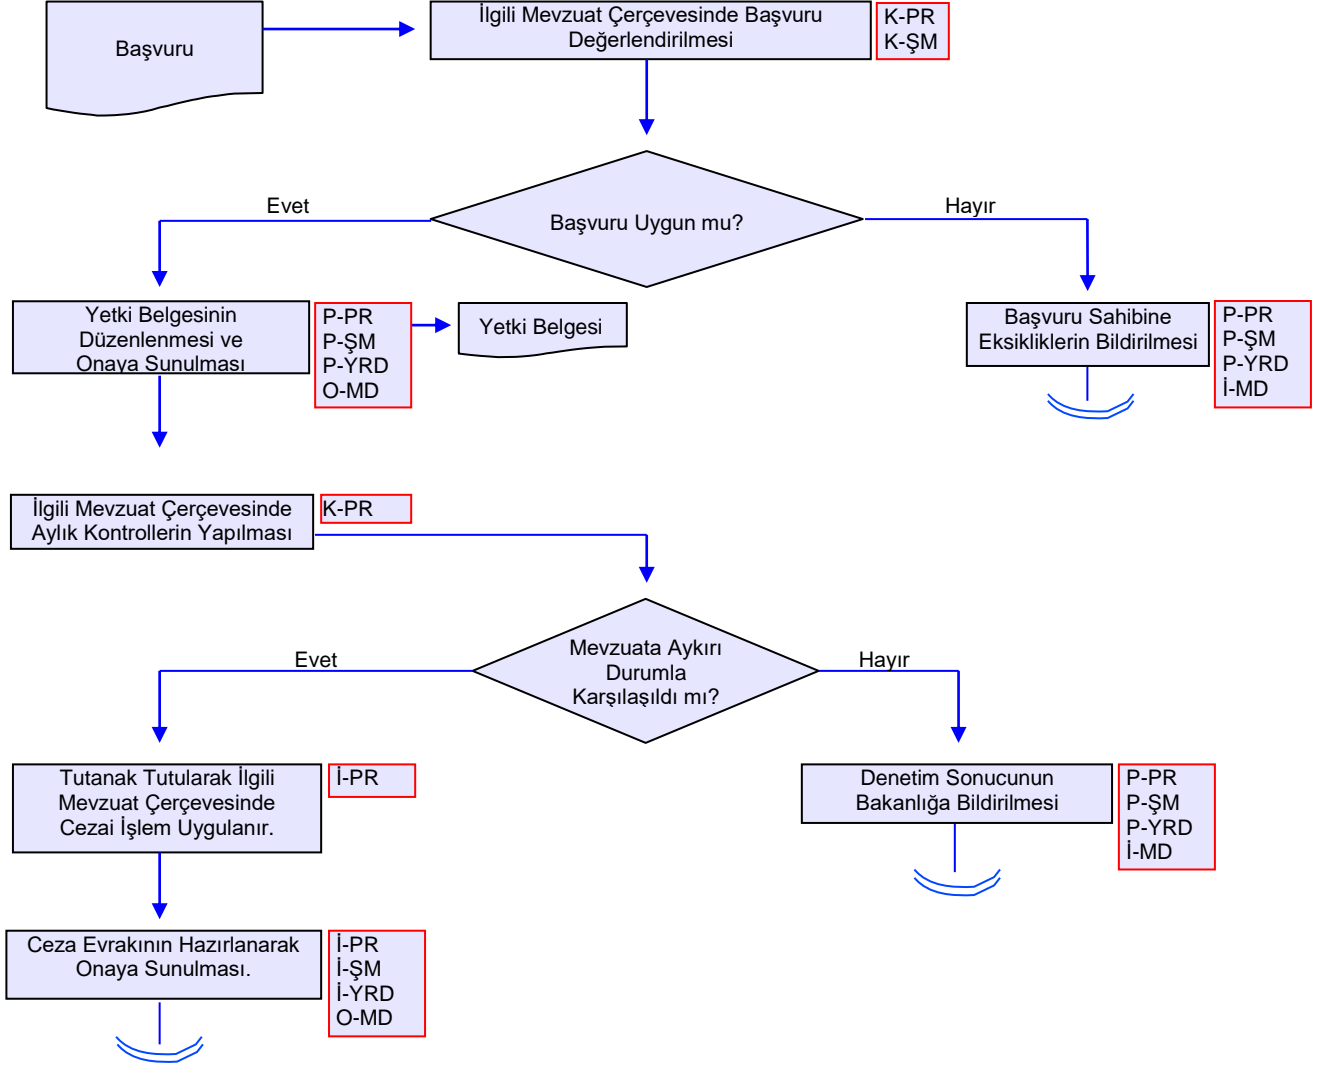 Başvuru
İlgili Mevzuat Çerçevesinde Başvuru
Değerlendirilmesi
K-PR
K-ŞM
Başvuru Uygun mu?
Evet
Hayır
Yetki Belgesinin
Düzenlenmesi ve
Onaya Sunulması
P-PR
P-ŞM
P-YRD
O-MD
Yetki Belgesi
Başvuru Sahibine
Eksikliklerin Bildirilmesi
P-PR
P-ŞM
P-YRD
İ-MD
İlgili Mevzuat Çerçevesinde
Aylık Kontrollerin Yapılması
K-PR
Mevzuata Aykırı
Durumla
Karşılaşıldı mı?
Evet
Hayır
Tutanak Tutularak İlgili
Mevzuat Çerçevesinde
Cezai İşlem Uygulanır.
İ-PR
Denetim Sonucunun
Bakanlığa Bildirilmesi
P-PR
P-ŞM
P-YRD
İ-MD
Ceza Evrakının Hazırlanarak
Onaya Sunulması.
İ-PR
İ-ŞM
İ-YRD
O-MD